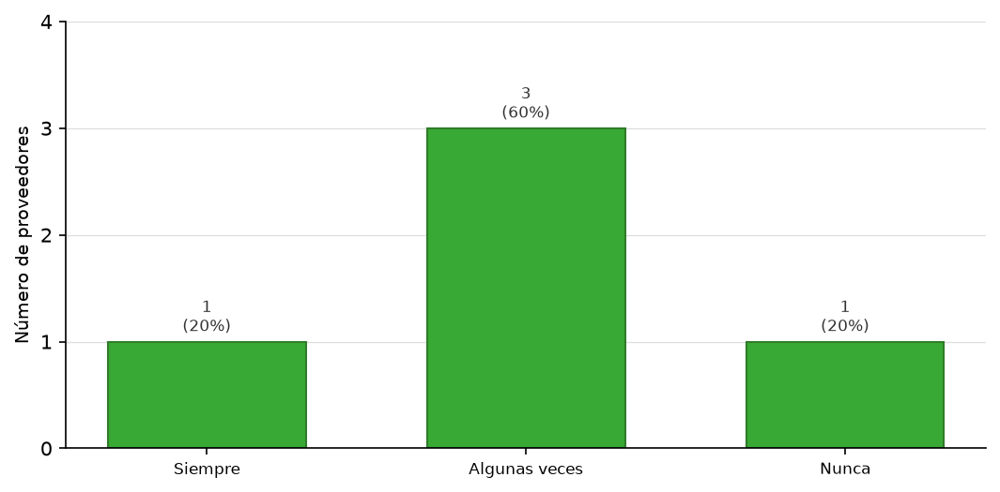 Número de proveedores
4
3
2
1
0
1
(20%)
3
(60%)
1
(20%)
Siempre
Algunas veces
Nunca